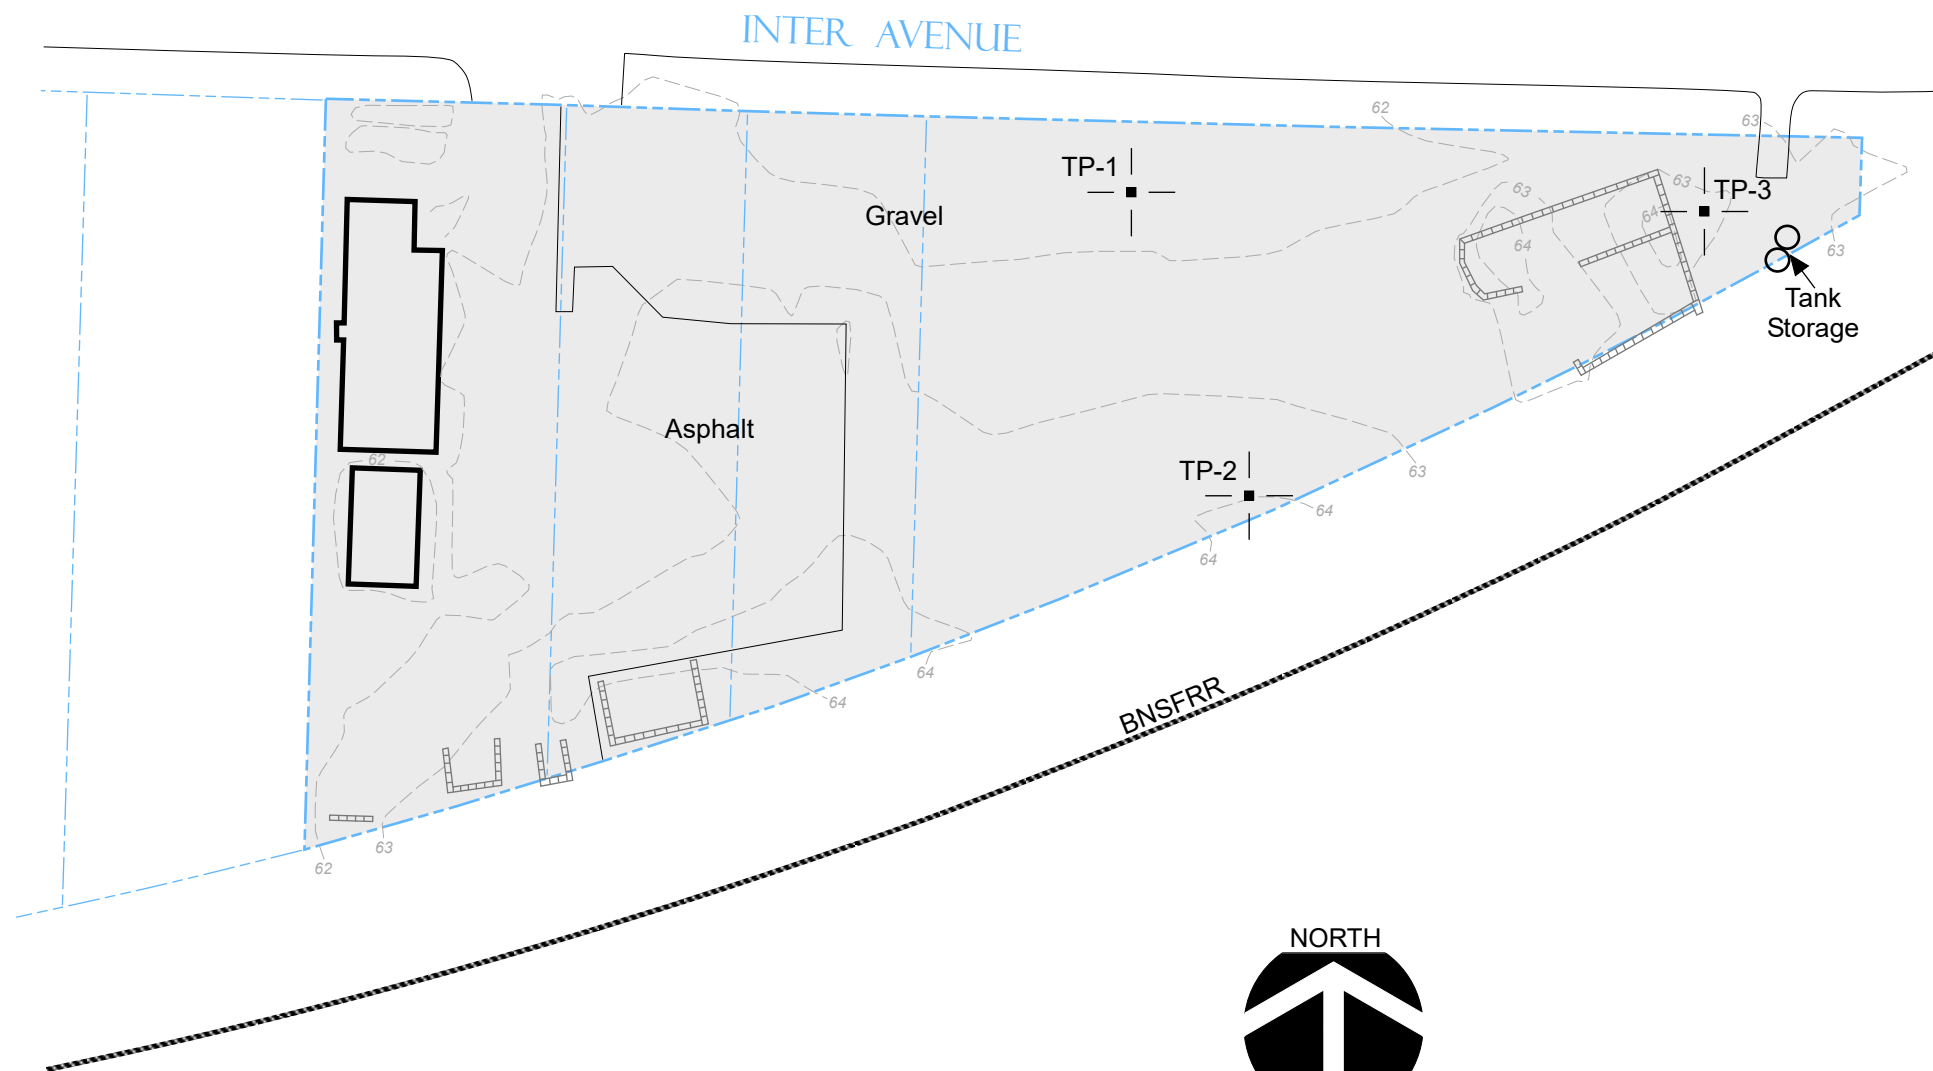 INTER AVENUE
62
63
TP-1
TP-3
63
63
64
Gravel
64
63
Tank
Storage
Asphalt
62
TP-2
63
64
64
64
64
BNSFRR
63
62
NORTH